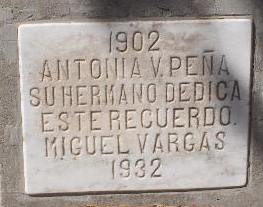 1902
ANTONIA V. PEÑA
SU HERMANO DEDICA
ESTE RECUERDO.
MIGUEL VARGAS
1932